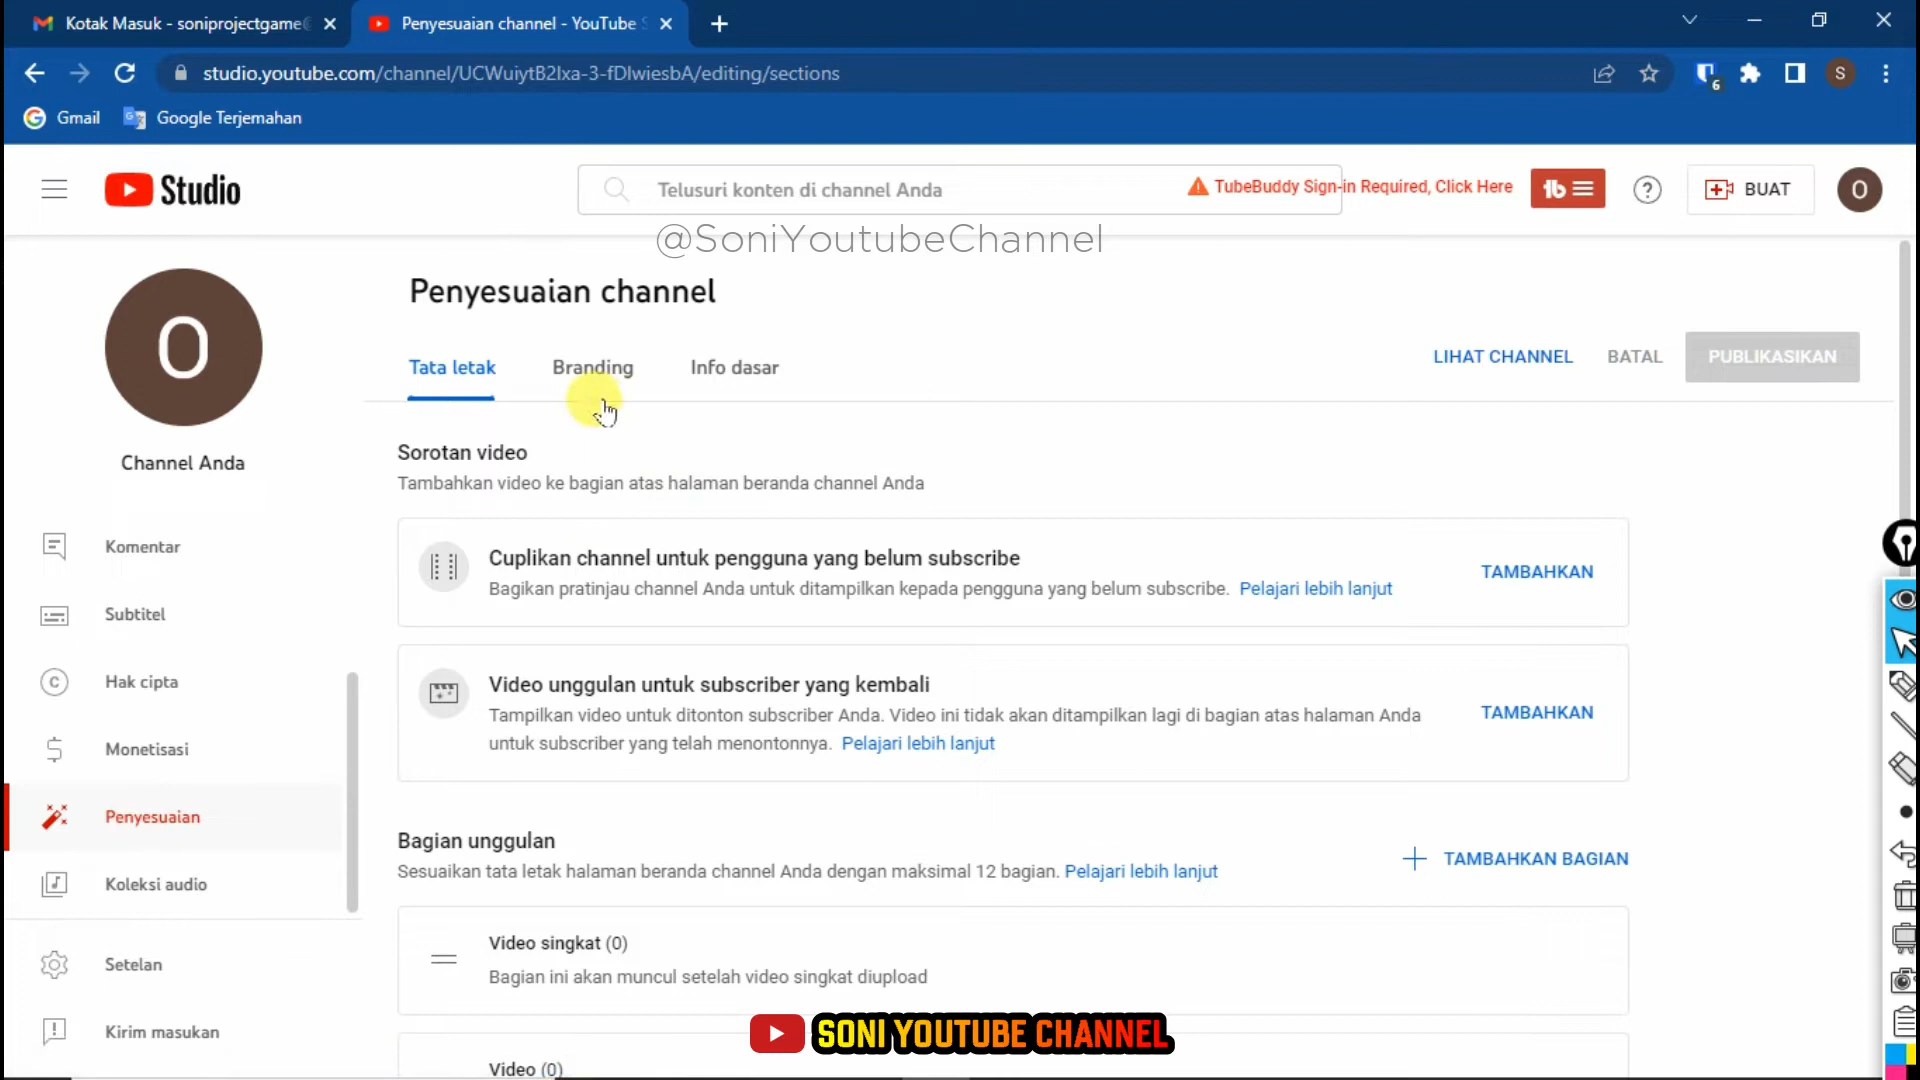 Kotak Masuk - soniprojectgame@
Penyesuaian channel - YouTube S
studio.youtube.com/channel/UCWuiytB2Ixa-3-fDIwiesbA/editing/sections
S
6
Gmail
Google Terjemahan
Studio
Telusuri konten di channel Anda
TubeBuddy Sign-in Required, Click Here
BUAT
O
@SoniYoutubeChannel
O
Channel Anda
Komentar
Subtitel
Hak cipta
Monetisasi
Penyesuaian
Koleksi audio
Setelan
Kirim masukan
Penyesuaian channel
Tata letak
Branding
Info dasar
LIHAT CHANNEL
BATAL
PUBLIKASIKAN
Sorotan video
Tambahkan video ke bagian atas halaman beranda channel Anda
Cuplikan channel untuk pengguna yang belum subscribe
Bagikan pratinjau channel Anda untuk ditampilkan kepada pengguna yang belum subscribe. Pelajari lebih lanjut
TAMBAHKAN
Video unggulan untuk subscriber yang kembali
Tampilkan video untuk ditonton subscriber Anda. Video ini tidak akan ditampilkan lagi di bagian atas halaman Anda
untuk subscriber yang telah menontonnya. Pelajari lebih lanjut
TAMBAHKAN
Bagian unggulan
Sesuaikan tata letak halaman beranda channel Anda dengan maksimal 12 bagian. Pelajari lebih lanjut
TAMBAHKAN BAGIAN
Video singkat (0)
Bagian ini akan muncul setelah video singkat diupload
Video (0)
SONI YOUTUBE CHANNEL